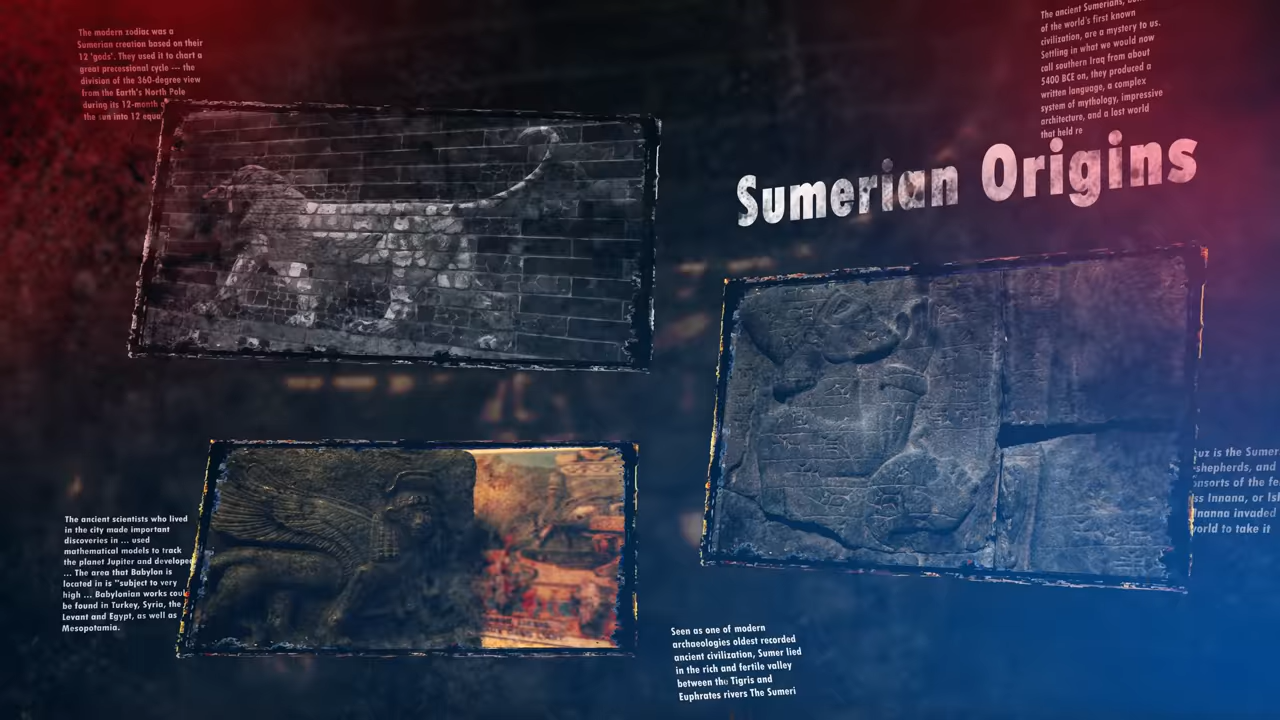 The modern zodiac was a
Sumerian creation based on their
12 'gods'. They used it to chart a
great precessional cycle --- the
division of the 360-degree view
from the Earth's North Pole
during its 12-month
the sun into 12 equa
The ancient Sumerians,
of the world's first known
civilization, are a mystery to us.
Settling in what we would now
call southern Iraq from about
5400 BCE on, they produced a
written language, a complex
system of mythology, impressive
architecture, and a lost world
that held re
Sumerian Origins
The ancient scientists who lived
in the city made important
discoveries in ... used
mathematical models to track
the planet Jupiter and develope
... The area that Babylon is
located in is "subject to very
high ... Babylonian works coul
be found in Turkey, Syria, the
Levant and Egypt, as well as
Mesopotamia.
uz is the Sumer
shepherds, and
onsorts of the fe
ss Innana, or Isl
Inanna invaded
world to take it
Seen as one of modern
archaeologies oldest recorded
ancient civilization, Sumer lied
in the rich and fertile valley
between the Tigris and
Euphrates rivers The Sumeri